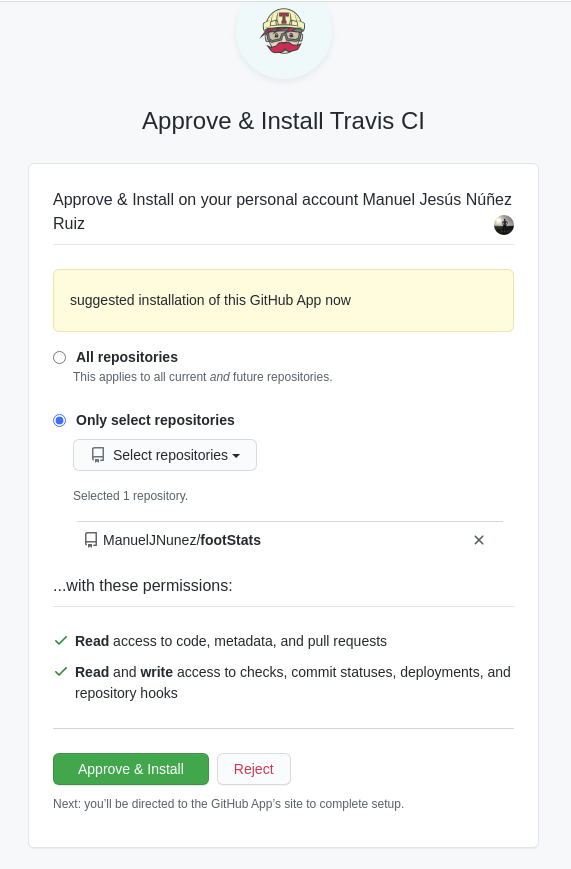 T
Approve & Install Travis CI
Approve & Install on your personal account Manuel Jesús Núñez
Ruiz
suggested installation of this GitHub App now
All repositories
This applies to all current and future repositories.
Only select repositories
Select repositories
Selected 1 repository.
ManuelJNunez/footStats
...with these permissions:
Read access to code, metadata, and pull requests
Read and write access to checks, commit statuses, deployments, and
repository hooks
Approve & Install
Reject
Next: you’ll be directed to the GitHub App’s site to complete setup.